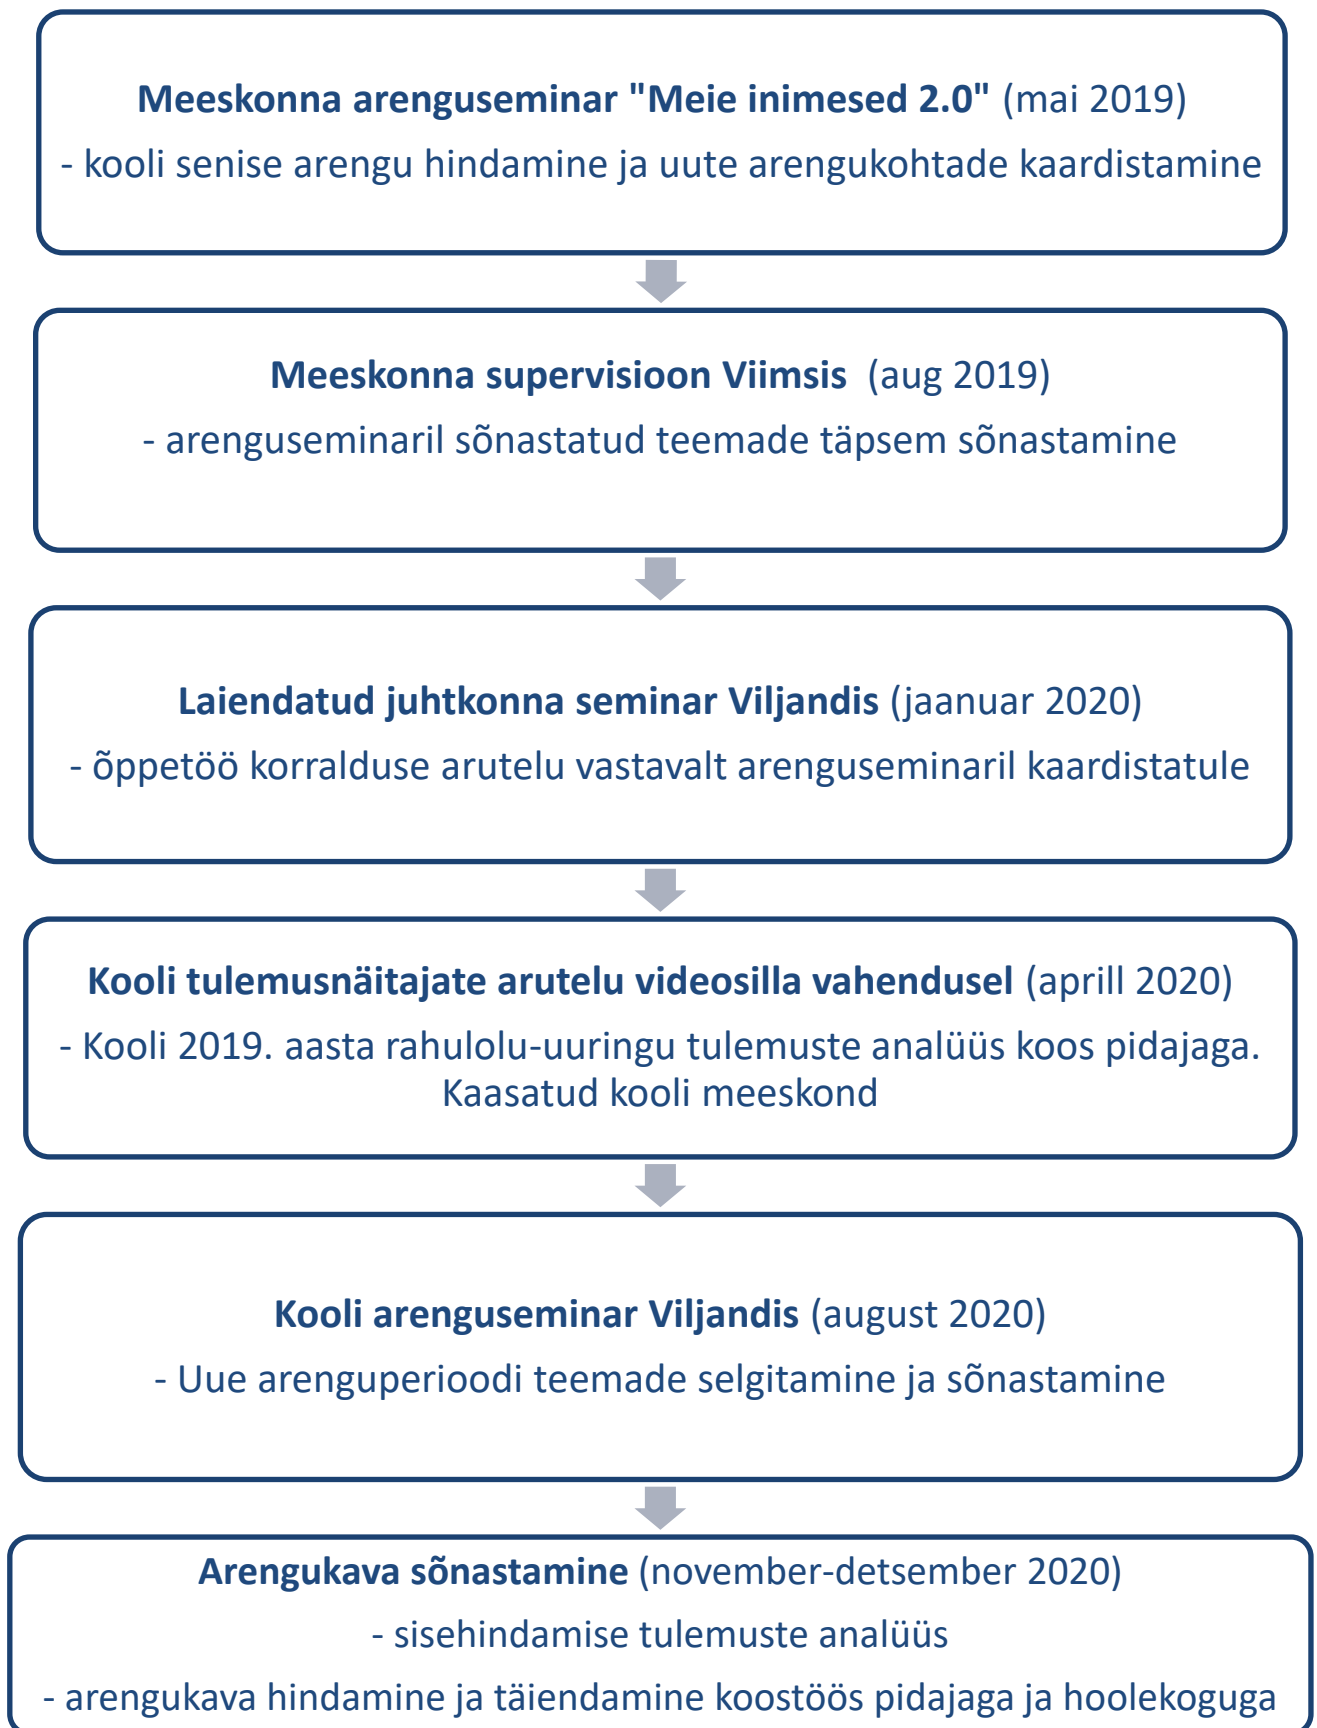 Meeskonna arenguseminar "Meie inimesed 2.0" (mai 2019)
- kooli senise arengu hindamine ja uute arengukohtade kaardistamine
Meeskonna supervisioon Viimsis (aug 2019)
- arenguseminaril sõnastatud teemade täpsem sõnastamine
Laiendatud juhtkonna seminar Viljandis (jaanuar 2020)
- õppetöö korralduse arutelu vastavalt arenguseminaril kaardistatule
Kooli tulemusnäitajate arutelu videosilla vahendusel (aprill 2020)
- Kooli 2019. aasta rahulolu-uuringu tulemuste analüüs koos pidajaga.
Kaasatud kooli meeskond
Kooli arenguseminar Viljandis (august 2020)
- Uue arenguperioodi teemade selgitamine ja sõnastamine
Arengukava sõnastamine (november-detsember 2020)
- sisehindamise tulemuste analüüs
- arengukava hindamine ja täiendamine koostöös pidajaga ja hoolekoguga